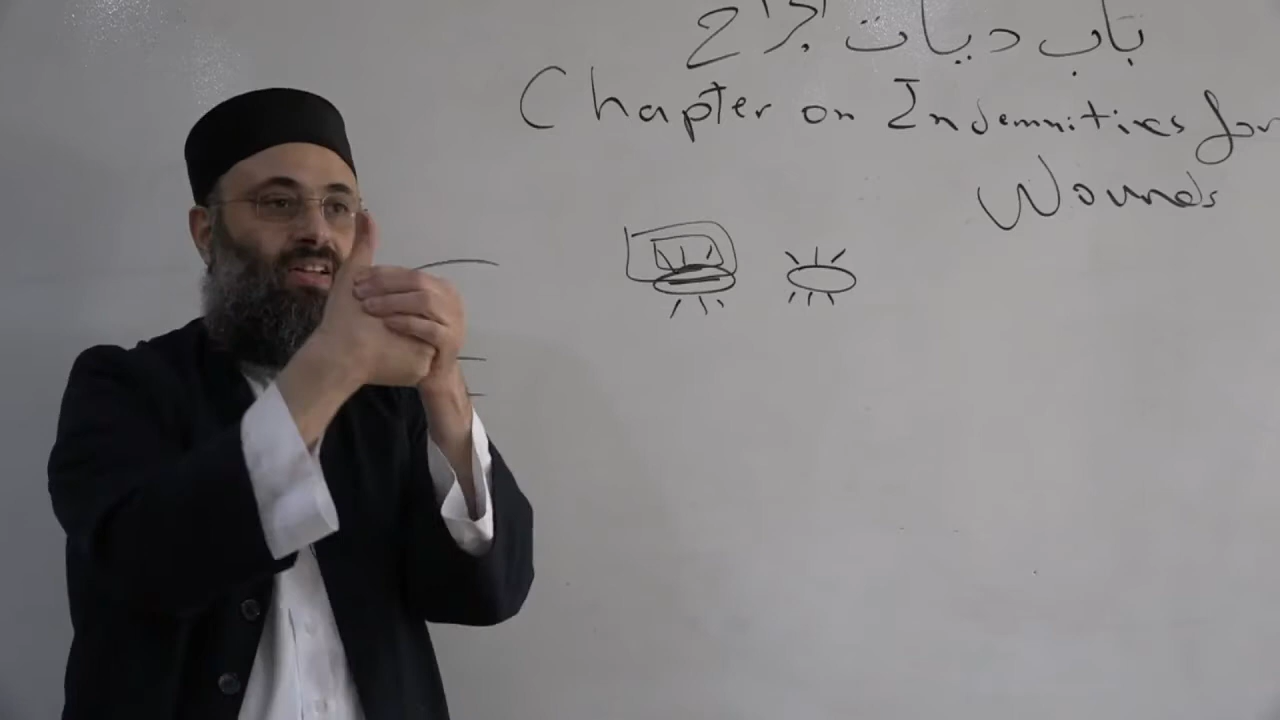 باب ديات الجراح
Chapter on Indemnities for
Wounds